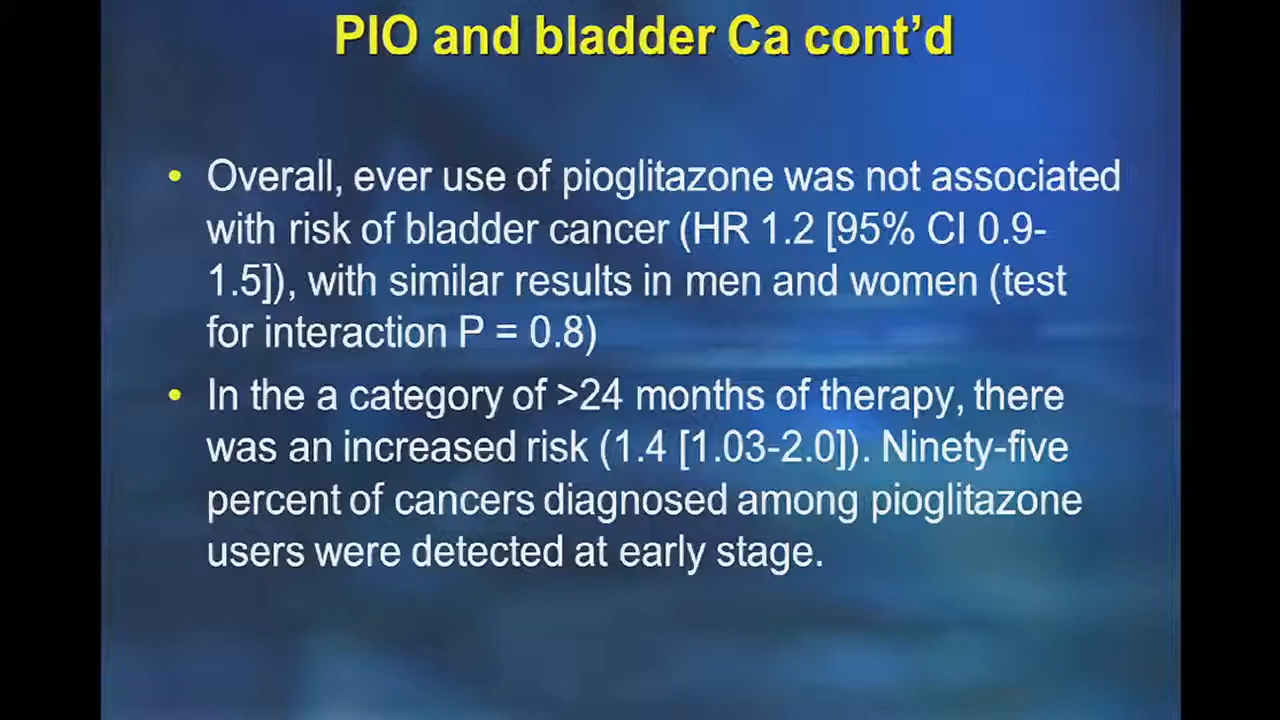 PIO and bladder Ca cont’d
• Overall, ever use of pioglitazone was not associated
with risk of bladder cancer (HR 1.2 [95% CI 0.9-
1.5]), with similar results in men and women (test
for interaction P = 0.8)
• In the a category of >24 months of therapy, there
was an increased risk (1.4 [1.03-2.0]). Ninety-five
percent of cancers diagnosed among pioglitazone
users were detected at early stage.